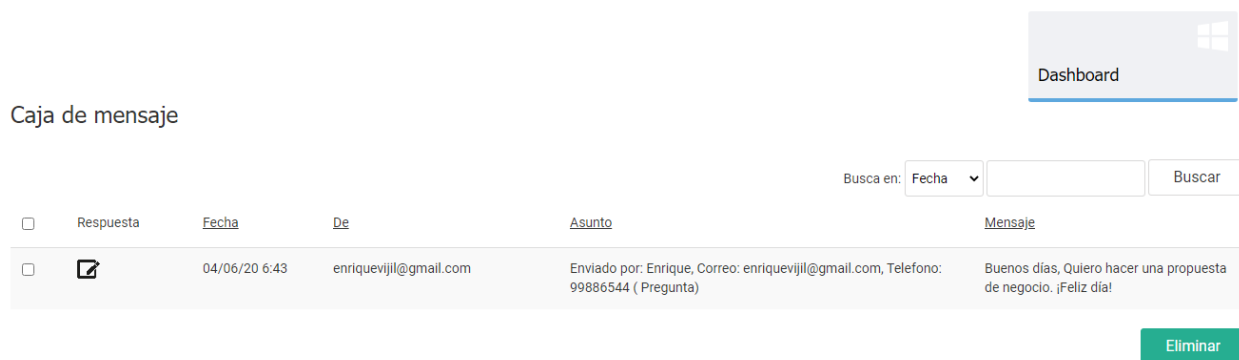 Dashboard
Caja de mensaje
Busca en: Fecha Buscar
Respuesta Fecha De Asunto Mensaje
04/06/20 6:43 enriquevijil@gmail.com Enviado por: Enrique, Correo: enriquevijil@gmail.com, Telefono: Buenos días, Quiero hacer una propuesta
99886544 ( Pregunta) de negocio. ¡Feliz día!
Eliminar